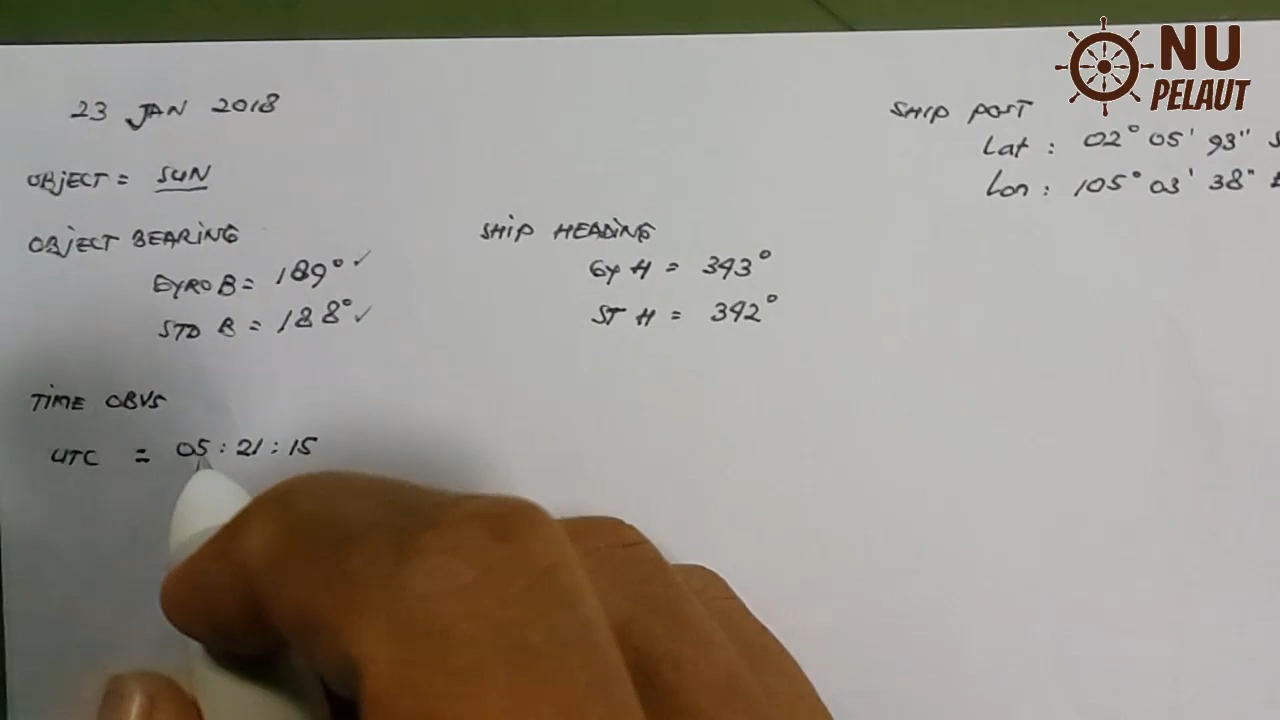 NU
PELAUT
23 JAN 2018
SHIP POST
Lat : 02° 05' 93" S
Lon : 105° 03' 38" E
OBJECT = SUN
OBJECT BEARING
GYRO B = 189° ✓
STD B = 188° ✓
SHIP HEADING
GY H = 343°
ST H = 342°
TIME OBVS
UTC = 05:21:15